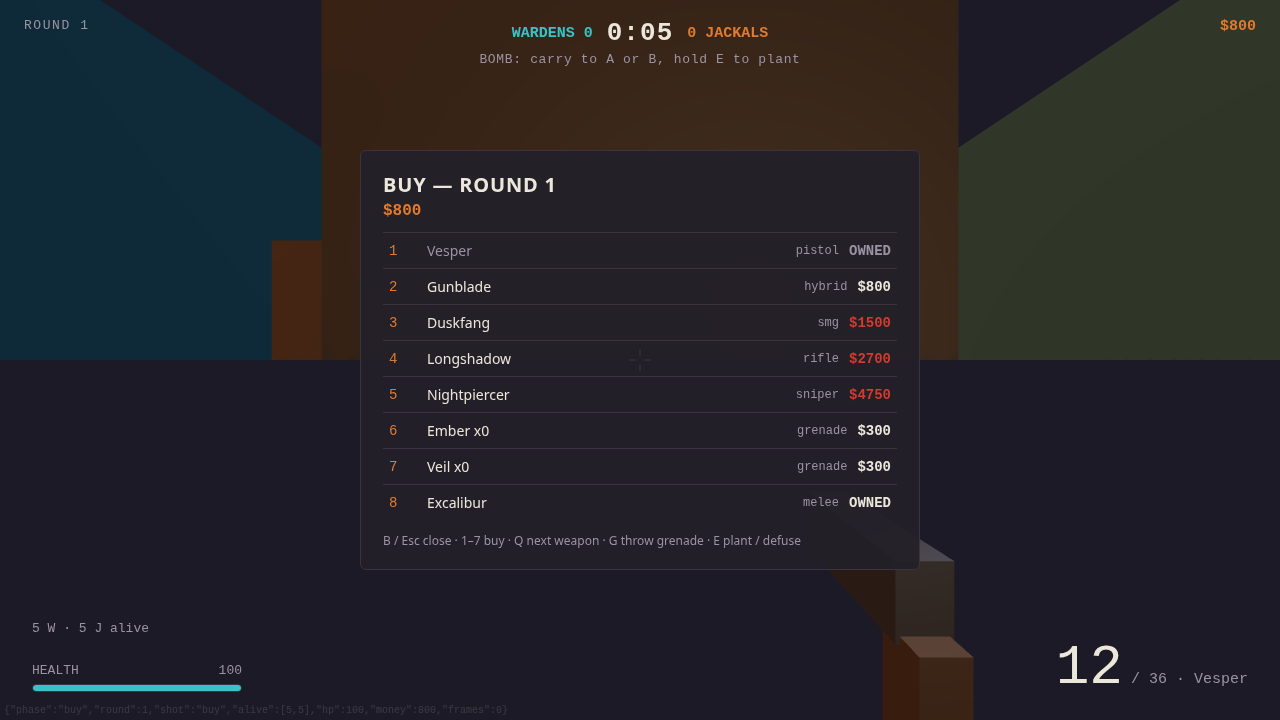 ROUND 1
WARDENS 0 0:05 0 JACKALS
$800
BOMB: carry to A or B, hold E to plant
BUY — ROUND 1
$800
1 Vesper pistol OWNED
2 Gunblade hybrid $800
3 Duskfang smg $1500
4 Longshadow rifle $2700
5 Nightpiercer sniper $4750
6 Ember x0 grenade $300
7 Veil x0 grenade $300
8 Excalibur melee OWNED
B / Esc close · 1–7 buy · Q next weapon · G throw grenade · E plant / defuse
5 W · 5 J alive
HEALTH 100
12 / 36 · Vesper
{"phase":"buy","round":1,"shot":"buy","alive":[5,5],"hp":100,"money":800,"frames":0}